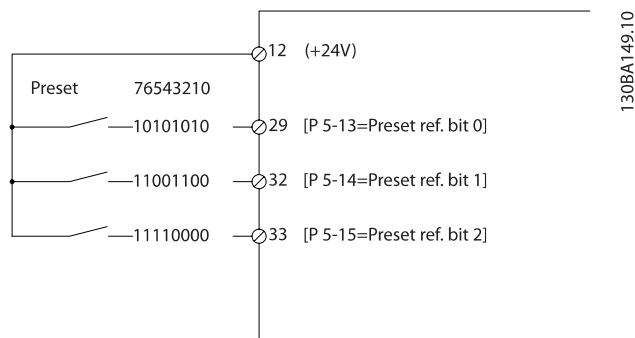 12 (+24V)
Preset 76543210
10101010 29 [P 5-13=Preset ref. bit 0]
11001100 32 [P 5-14=Preset ref. bit 1]
11110000 33 [P 5-15=Preset ref. bit 2]
130BA149.10